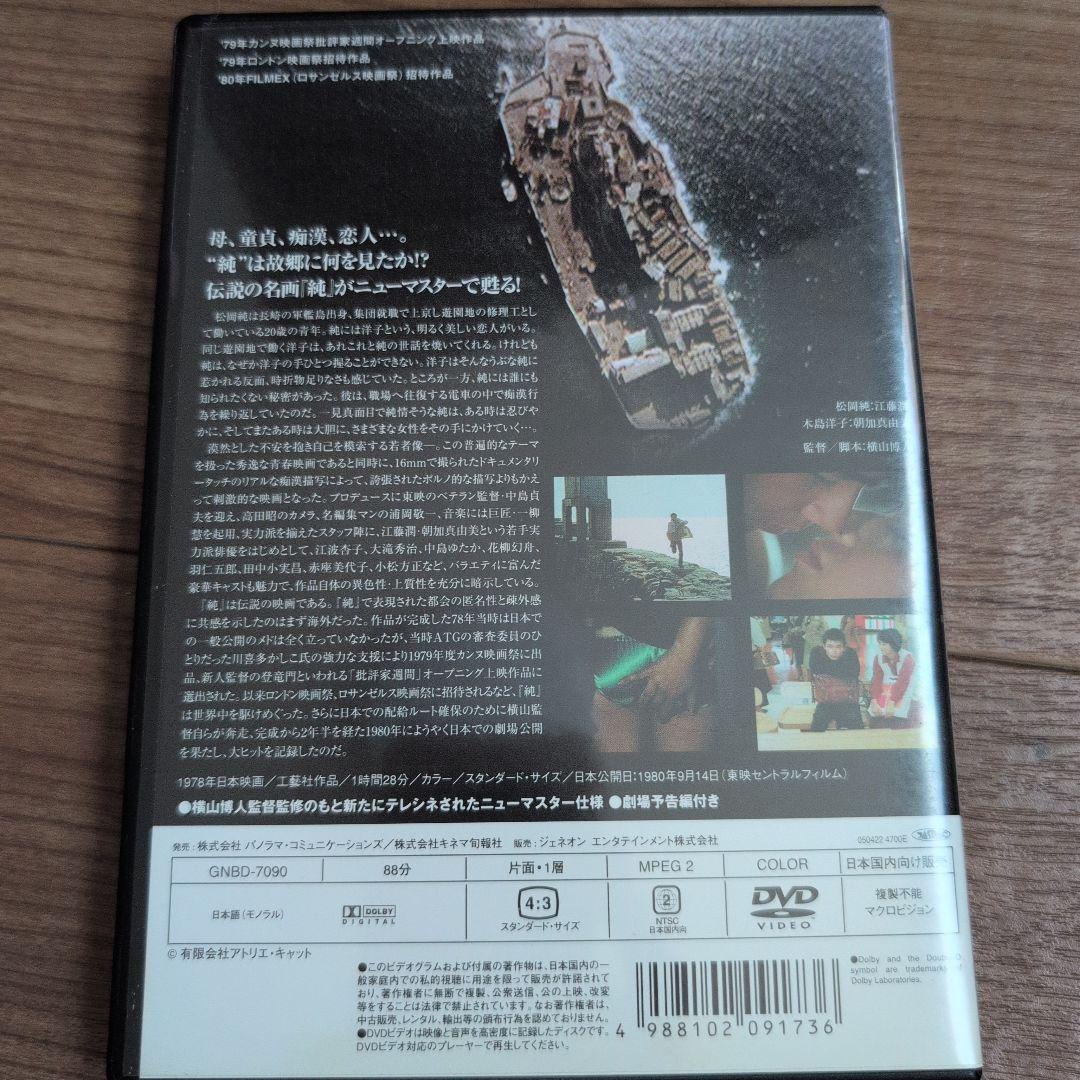 '79年カンヌ映画祭批評家週間オープニング上映作品
'79年ロンドン映画祭招待作品
'80年FILMEX(ロサンゼルス映画祭)招待作品
母、童貞、痴漢、恋人…。
“純”は故郷に何を見たか!?
伝説の名画『純』がニューマスターで甦る!
松岡純は長崎の軍艦島出身、集団就職で上京し遊園地の修理工とし
て働いている20歳の青年。純には洋子という、明るく美しい恋人がいる。
同じ遊園地で働く洋子は、あれこれと純の世話を焼いてくれる。けれども
純は、なぜか洋子の手ひとつ握ることができない。洋子はそんなうぶな純に
惹かれる反面、時折物足りなさも感じていた。ところが一方、純には誰にも
知られたくない秘密があった。彼は、職場へ往復する電車の中で痴漢行
為を繰り返していたのだ。一見真面目で純情そうな純は、ある時は忍びや
かに、そしてまたある時は大胆に、さまざまな女性をその手にかけていく…。
漠然とした不安を抱き自己を模索する若者像―。この普遍的なテーマ
を扱った秀逸な青春映画であると同時に、16mmで撮られたドキュメンタリ
ータッチのリアルな痴漢描写によって、誇張されたポルノ的な描写よりもかえ
って刺激的な映画となった。プロデュースに東映のベテラン監督・中島貞
夫を迎え、高田昭のカメラ、名編集マンの浦岡敬一、音楽には巨匠・一柳
慧を起用、実力派を揃えたスタッフ陣に、江藤潤・朝加真由美という若手実
力派俳優をはじめとして、江波杏子、大滝秀治、中島ゆたか、花柳幻舟、
羽仁五郎、田中小実昌、赤座美代子、小松方正など、バラエティに富んだ
豪華キャストも魅力で、作品自体の異色性・上質性を充分に暗示している。
『純』は伝説の映画である。『純』で表現された都会の匿名性と疎外感
に共感を示したのはまず海外だった。作品が完成した78年当時は日本で
の一般公開のメドは全く立っていなかったが、当時ATGの審査委員のひ
とりだった川喜多かしこ氏の強力な支援により1979年度カンヌ映画祭に出
品、新人監督の登竜門といわれる「批評家週間」オープニング上映作品に
選出された。以来ロンドン映画祭、ロサンゼルス映画祭に招待されるなど、『純』
は世界中を駆けめぐった。さらに日本での配給ルート確保のために横山監
督自らが奔走、完成から2年半を経た1980年にようやく日本での劇場公開
を果たし、大ヒットを記録したのだ。
松岡純:江藤潤
木島洋子:朝加真由美
監督/脚本:横山博人
1978年日本映画/工藝社作品/1時間28分/カラー/スタンダード・サイズ/日本公開日:1980年9月14日(東映セントラルフィルム)
●横山博人監督監修のもと新たにテレシネされたニューマスター仕様 ●劇場予告編付き
発売:株式会社 パノラマ・コミュニケーションズ/株式会社キネマ旬報社 販売:ジェネオン エンタテインメント株式会社
050422 4700E
GNBD-7090 88分 片面・1層 MPEG 2 COLOR 日本国内向け販売
日本語(モノラル) DOLBY DIGITAL 4:3 スタンダード・サイズ 2 NTSC 日本国内向 DVD VIDEO 複製不能 マクロビジョン
© 有限会社アトリエ・キャット
●このビデオグラムおよび付属の著作物は、日本国内の一
般家庭内での私的視聴に用途を限って販売が許諾されて
おり、著作権者に無断で複製、公衆送信、公の上映、改変
等をすることは法律で禁止されています。なお著作権者は、
中古販売、レンタル、輸出等の頒布行為を認めておりません。
●DVDビデオは映像と音声を高密度に記録したディスクです。
DVDビデオ対応のプレーヤーで再生してください。
4 988102 091736
●Dolby and the Double-D
symbol are trademarks of
Dolby Laboratories.